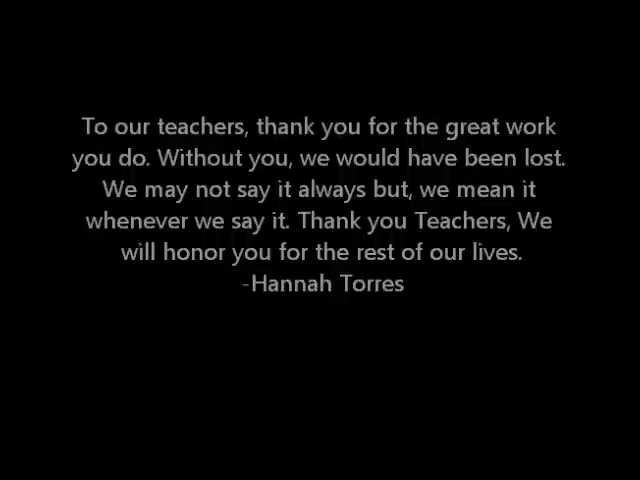 To our teachers, thank you for the great work
you do. Without you, we would have been lost.
We may not say it always but, we mean it
whenever we say it. Thank you Teachers, We
will honor you for the rest of our lives.
-Hannah Torres